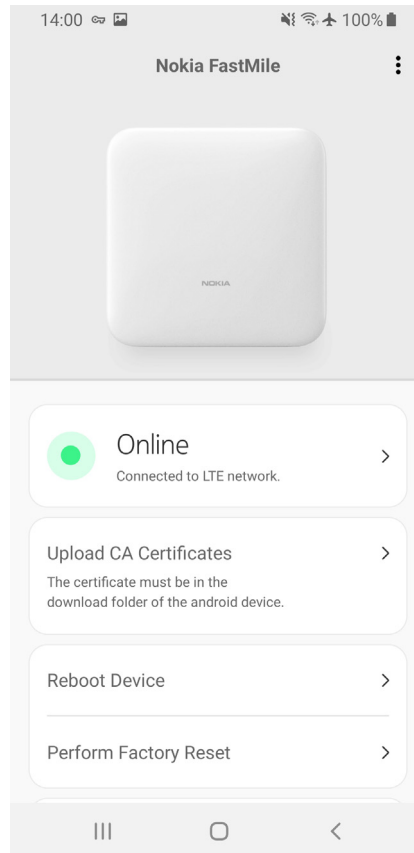 14:00 100%
Nokia FastMile
NOKIA
Online
Connected to LTE network.
Upload CA Certificates
The certificate must be in the
download folder of the android device.
Reboot Device
Perform Factory Reset